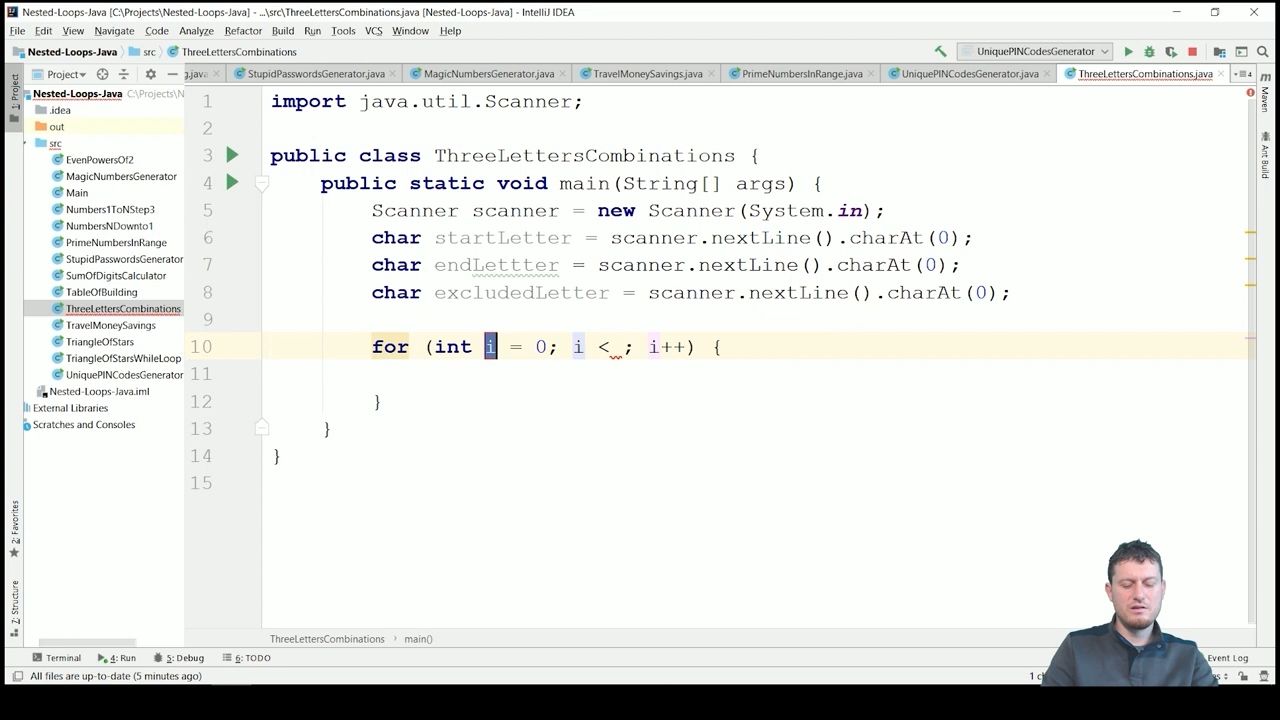 Nested-Loops-Java [C:\Projects\Nested-Loops-Java] - ...\src\ThreeLettersCombinations.java [Nested-Loops-Java] - IntelliJ IDEA
File Edit View Navigate Code Analyze Refactor Build Run Tools VCS Window Help
Nested-Loops-Java src ThreeLettersCombinations UniquePINCodesGenerator
Project g.java StupidPasswordsGenerator.java MagicNumbersGenerator.java TravelMoneySavings.java PrimeNumbersInRange.java UniquePINCodesGenerator.java ThreeLettersCombinations.java
1: Project
Maven
Ant Build
Nested-Loops-Java C:\Projects\N
.idea
out
src
EvenPowersOf2
MagicNumbersGenerator
Main
Numbers1ToNStep3
NumbersNDownto1
PrimeNumbersInRange
StupidPasswordsGenerator
SumOfDigitsCalculator
TableOfBuilding
ThreeLettersCombinations
TravelMoneySavings
TriangleOfStars
TriangleOfStarsWhileLoop
UniquePINCodesGenerator
Nested-Loops-Java.iml
External Libraries
Scratches and Consoles
1 import java.util.Scanner;
2
3 public class ThreeLettersCombinations {
4 public static void main(String[] args) {
5 Scanner scanner = new Scanner(System.in);
6 char startLetter = scanner.nextLine().charAt(0);
7 char endLettter = scanner.nextLine().charAt(0);
8 char excludedLetter = scanner.nextLine().charAt(0);
9
10 for (int i = 0; i < ; i++) {
11
12 }
13 }
14 }
15
2: Favorites
7: Structure
ThreeLettersCombinations main()
Terminal 4: Run 5: Debug 6: TODO Event Log
All files are up-to-date (5 minutes ago)